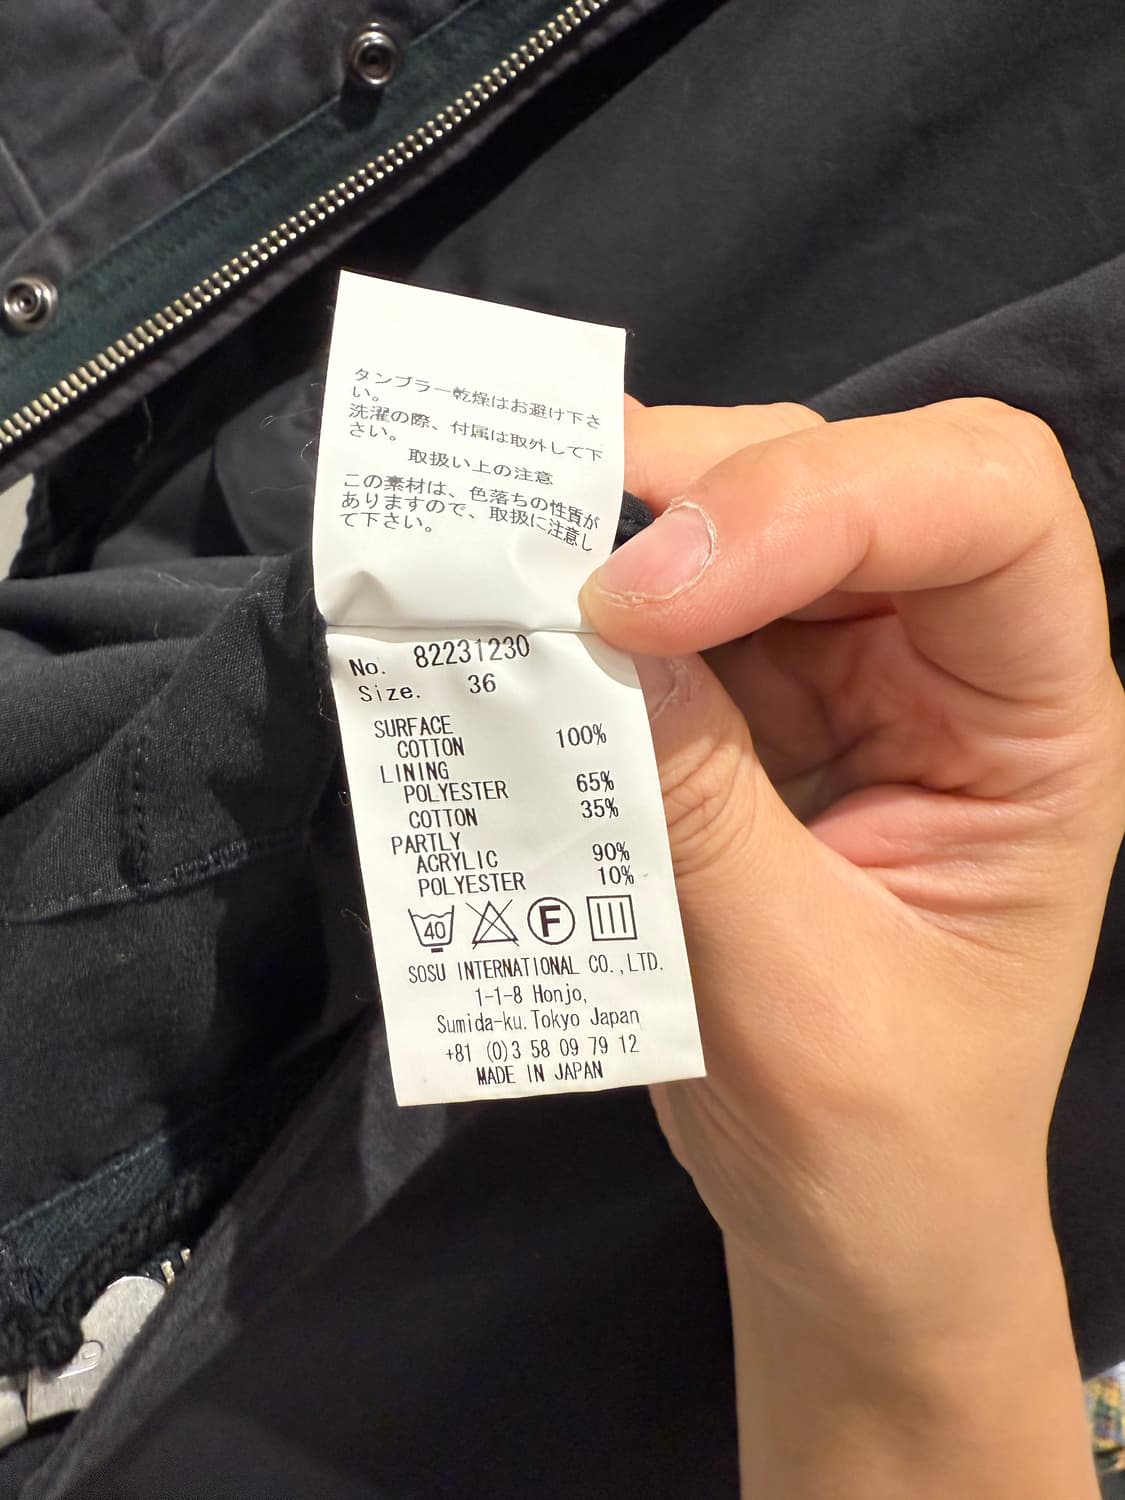 タンブラー乾燥はお避け下さ
い。
洗濯の際、付属は取外して下
さい。
取扱い上の注意
この素材は、色落ちの性質が
ありますので、取扱に注意し
て下さい。
No. 82231230
Size. 36
SURFACE
COTTON 100%
LINING
POLYESTER 65%
COTTON 35%
PARTLY
ACRYLIC 90%
POLYESTER 10%
40 F
SOSU INTERNATIONAL CO.,LTD.
1-1-8 Honjo,
Sumida-ku.Tokyo Japan
+81 (0)3 58 09 79 12
MADE IN JAPAN